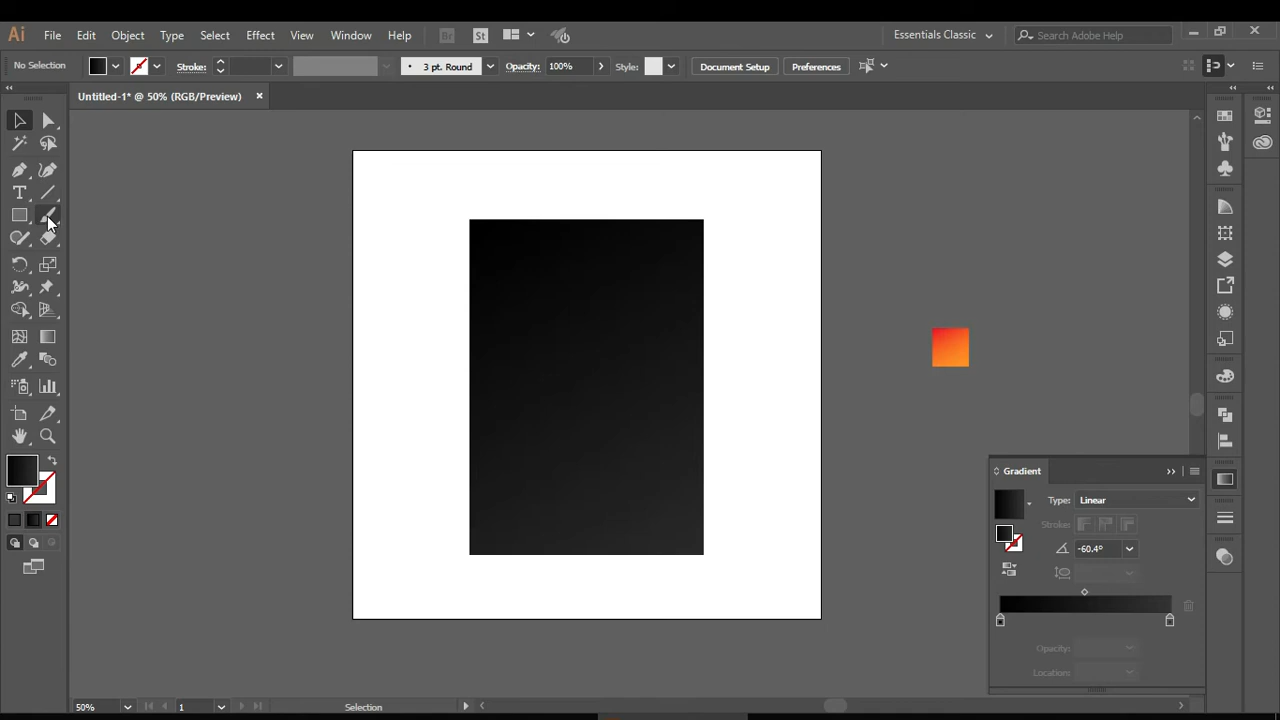 Ai File Edit Object Type Select Effect View Window Help Br St Essentials Classic Search Adobe Help
No Selection Stroke: 3 pt. Round Opacity: 100% Style: Document Setup Preferences
Untitled-1* @ 50% (RGB/Preview)
T
Gradient
Type: Linear
Stroke:
-60.4°
Opacity:
Location:
50% 1 Selection